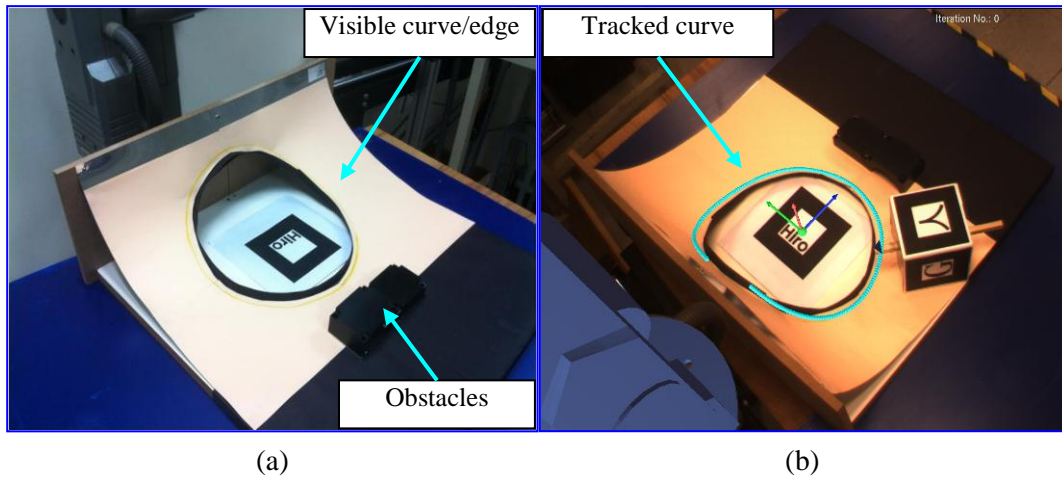 Visible curve/edge
Tracked curve
Iteration No.: 0
HIro
HIro
Y
G
Obstacles
(a)
(b)